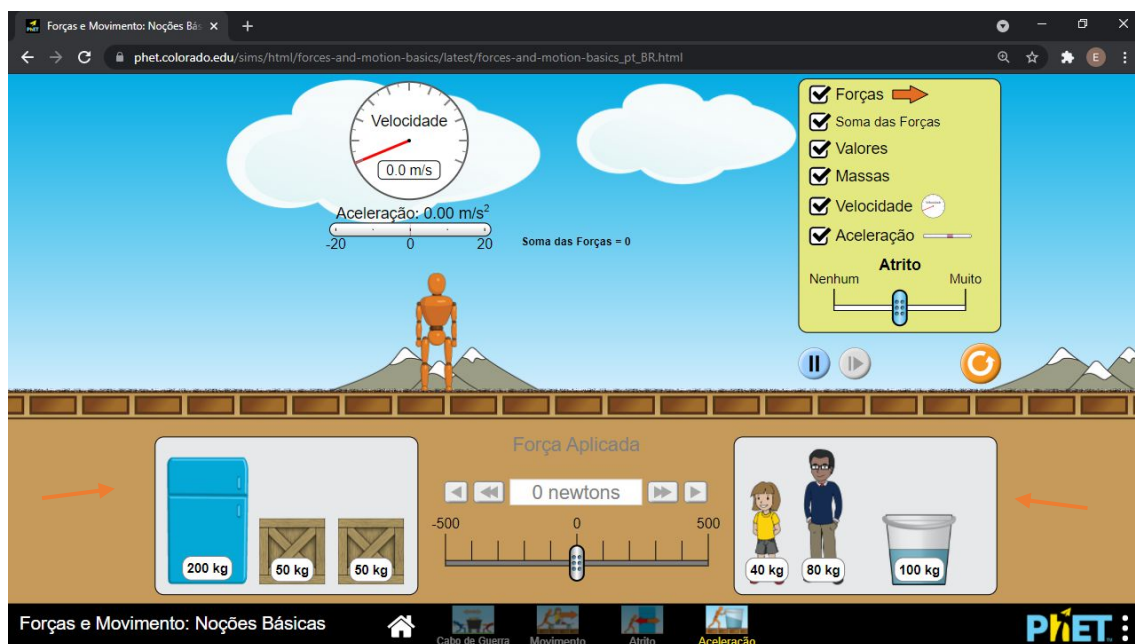 Forças e Movimento: Noções Bás
phet.colorado.edu/sims/html/forces-and-motion-basics/latest/forces-and-motion-basics_pt_BR.html
E
Velocidade
0.0 m/s
Aceleração: 0.00 m/s²
-20 0 20
Soma das Forças = 0
Forças
Soma das Forças
Valores
Massas
Velocidade
Aceleração
Atrito
Nenhum Muito
Força Aplicada
0 newtons
-500 0 500
200 kg
50 kg
50 kg
40 kg
80 kg
100 kg
Forças e Movimento: Noções Básicas
Cabo de Guerra
Movimento
Atrito
Aceleração
PhET